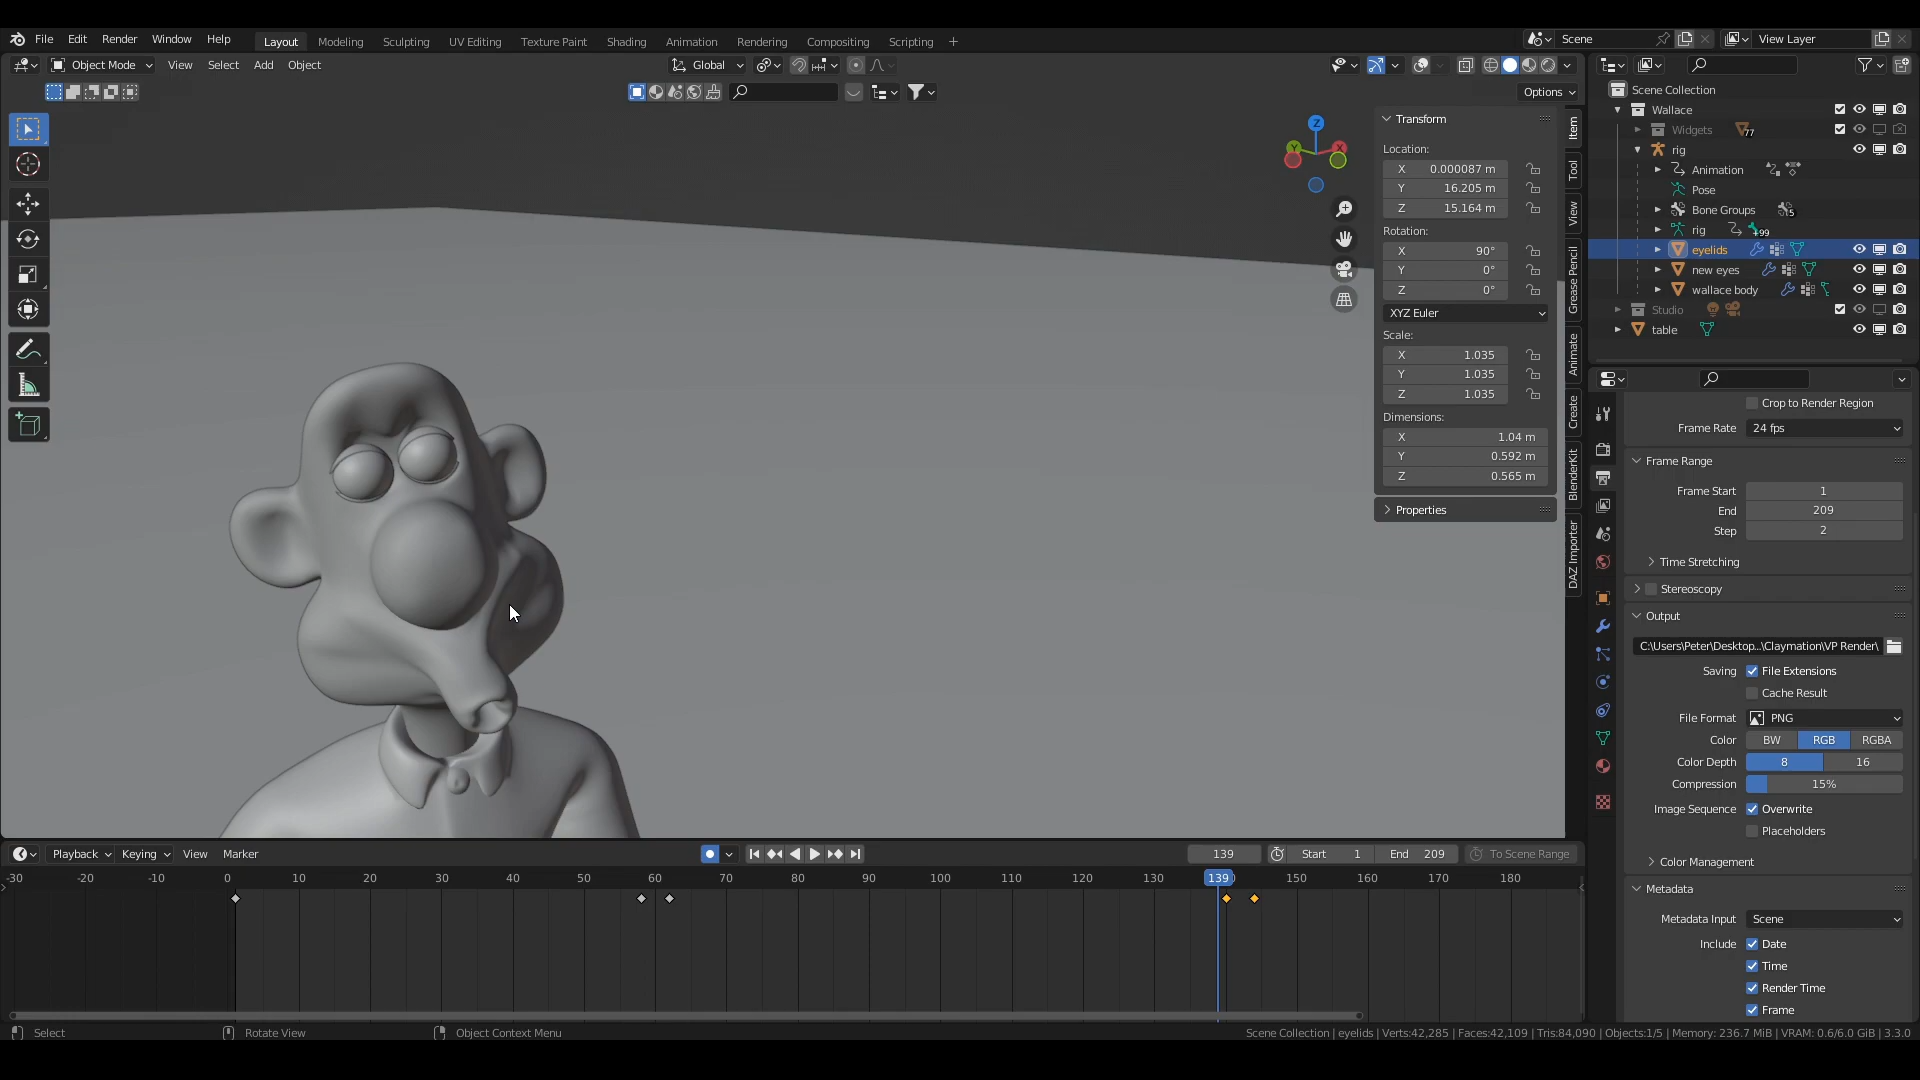 File Edit Render Window Help Layout Modeling Sculpting UV Editing Texture Paint Shading Animation Rendering Compositing Scripting + Scene View Layer
Object Mode View Select Add Object Global
Options
Transform
Location:
X 0.000087 m
Y 16.205 m
Z 15.164 m
Rotation:
X 90°
Y 0°
Z 0°
XYZ Euler
Scale:
X 1.035
Y 1.035
Z 1.035
Dimensions:
X 1.04 m
Y 0.592 m
Z 0.565 m
Properties
Item
Tool
View
Grease Pencil
Animate
Create
BlenderKit
DAZ Importer
Z
Y
X
Scene Collection
Wallace
Widgets 77
rig
Animation
Pose
Bone Groups 15
rig 99
eyelids
new eyes
wallace body
Studio
table
Crop to Render Region
Frame Rate 24 fps
Frame Range
Frame Start 1
End 209
Step 2
Time Stretching
Stereoscopy
Output
C:\Users\Peter\Desktop...\Claymation\VP Render\
Saving File Extensions
Cache Result
File Format PNG
Color BW RGB RGBA
Color Depth 8 16
Compression 15%
Image Sequence Overwrite
Placeholders
Color Management
Metadata
Metadata Input Scene
Include Date
Time
Render Time
Frame
Playback Keying View Marker 139 Start 1 End 209 To Scene Range
-30 -20 -10 0 10 20 30 40 50 60 70 80 90 100 110 120 130 139 150 160 170 180
Select Rotate View Object Context Menu Scene Collection | eyelids | Verts:42,285 | Faces:42,109 | Tris:84,090 | Objects:1/5 | Memory: 236.7 MiB | VRAM: 0.6/6.0 GiB | 3.3.0